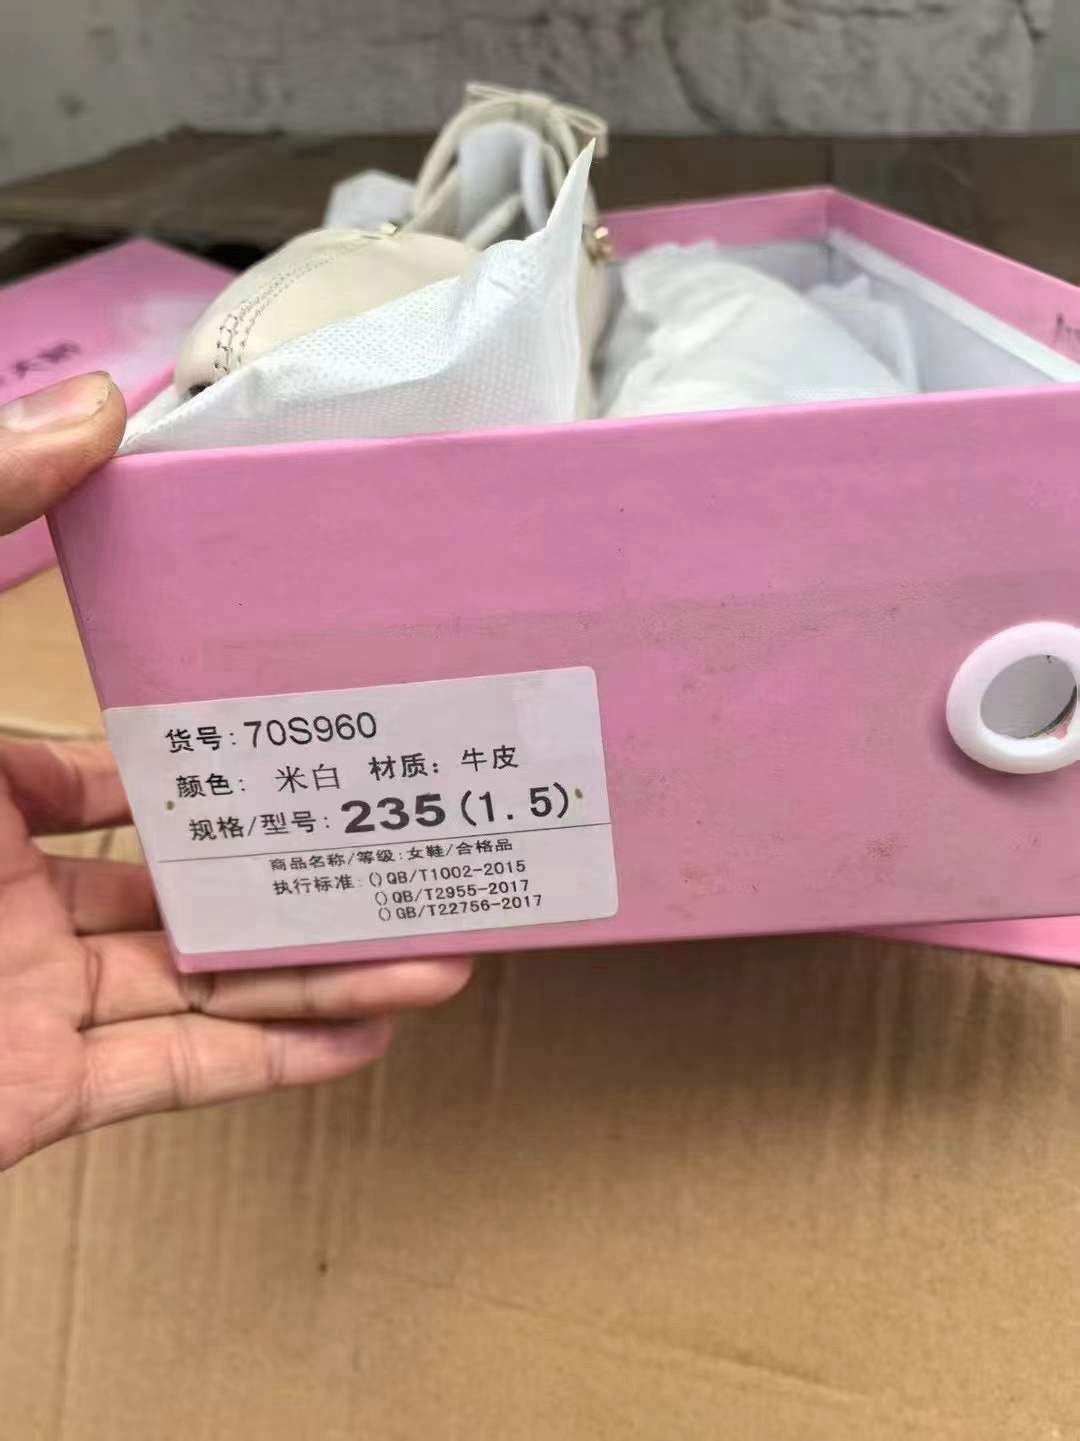 货号:70S960
颜色: 米白 材质: 牛皮
规格/型号:235(1.5)
商品名称/等级:女鞋/合格品
执行标准:()QB/T1002-2015
()QB/T2955-2017
()GB/T22756-2017